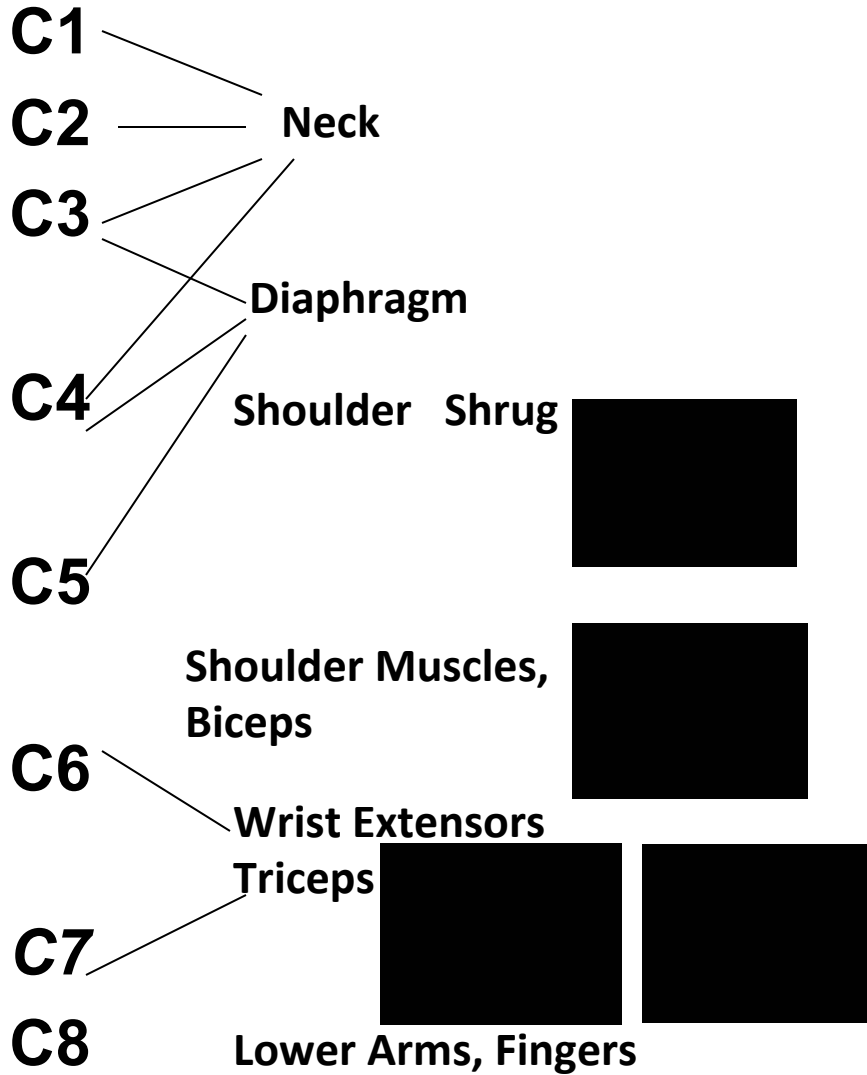 C1
C2 Neck
C3
Diaphragm
C4 Shoulder Shrug
C5
Shoulder Muscles,
Biceps
C6
Wrist Extensors
Triceps
C7
C8 Lower Arms, Fingers